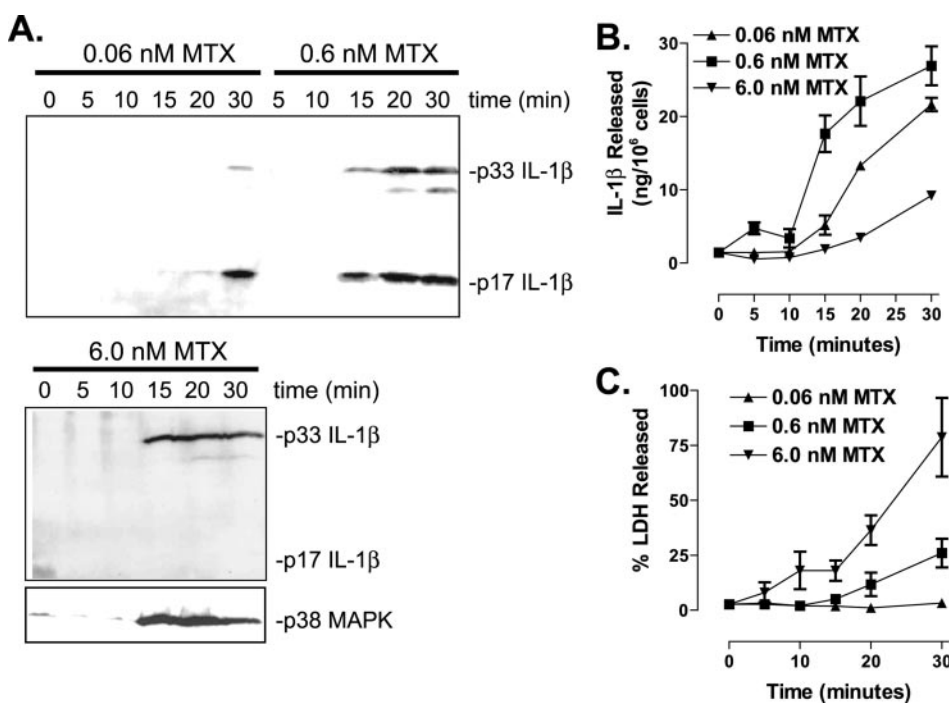 A.
0.06 nM MTX 0.6 nM MTX
0 5 10 15 20 30 5 10 15 20 30 time (min)
-p33 IL-1β
-p17 IL-1β
6.0 nM MTX
0 5 10 15 20 30 time (min)
-p33 IL-1β
-p17 IL-1β
-p38 MAPK
B.
0.06 nM MTX
0.6 nM MTX
6.0 nM MTX
IL-1β Released
(ng/10⁶ cells)
30
20
10
0
0 5 10 15 20 25 30
Time (minutes)
C.
0.06 nM MTX
0.6 nM MTX
6.0 nM MTX
% LDH Released
100
75
50
25
0
0 10 20 30
Time (minutes)